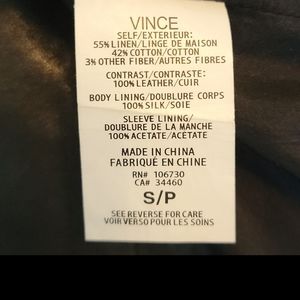 VINCE
SELF/EXTERIEUR:
55% LINEN/LINGE DE MAISON
42% COTTON/COTTON
3% OTHER FIBER/AUTRES FIBRES
CONTRAST/CONTRASTE:
100% LEATHER/CUIR
BODY LINING/DOUBLURE CORPS
100% SILK/SOIE
SLEEVE LINING/
DOUBLURE DE LA MANCHE
100% ACETATE/ACETATE
MADE IN CHINA
FABRIQUÉ EN CHINE
RN# 106730
CA# 34460
S/P
SEE REVERSE FOR CARE
VOIR VERSO POUR LES SOINS